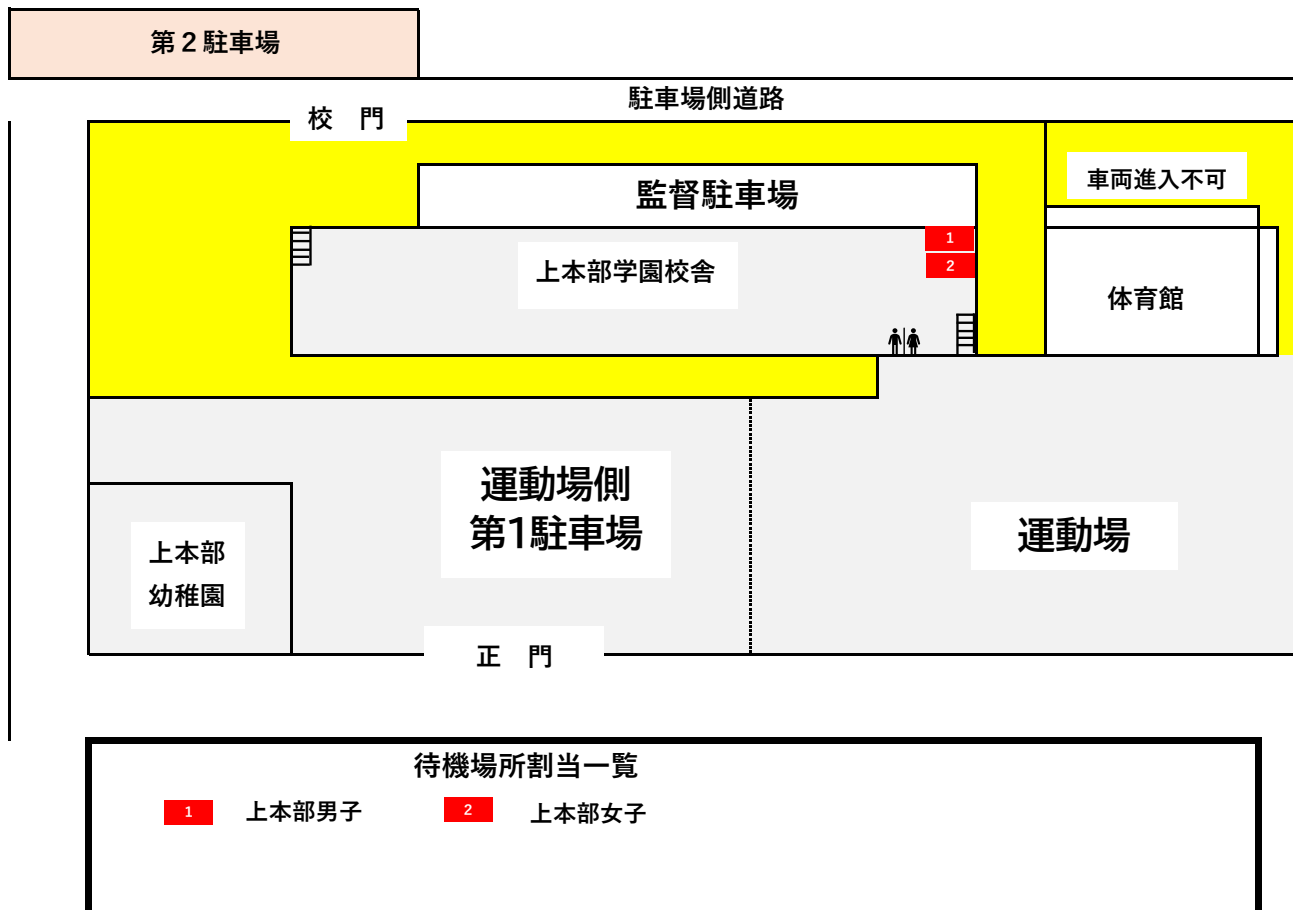 第２駐車場
駐車場側道路
校　門
車両進入不可
監督駐車場
1
上本部学園校舎
2
体育館
運動場側
第1駐車場
運動場
上本部
幼稚園
正　門
待機場所割当一覧
1 上本部男子 2 上本部女子